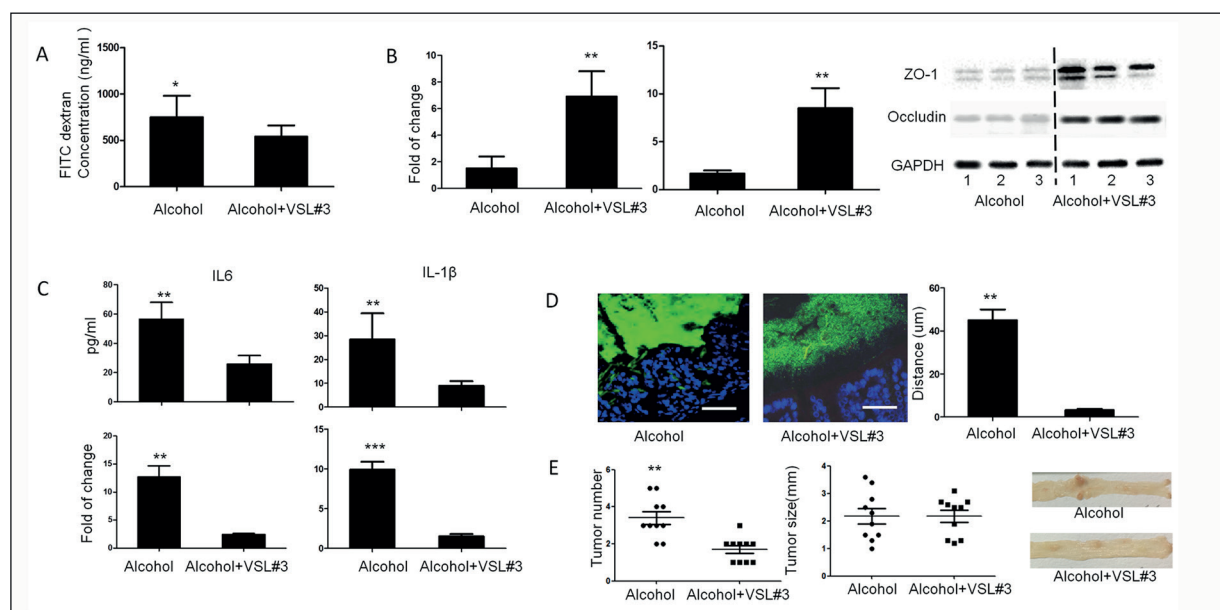 A
FITC dextran
Concentration (ng/ml)
1500
1000
500
0
*
Alcohol
Alcohol+VSL#3
B
Fold of change
10
8
6
4
2
0
**
Alcohol
Alcohol+VSL#3
15
10
5
0
**
Alcohol
Alcohol+VSL#3
ZO-1
Occludin
GAPDH
1 2 3 1 2 3
Alcohol
Alcohol+VSL#3
C
IL6
pg/ml
80
60
40
20
0
**
IL-1β
50
40
30
20
10
0
**
Fold of change
20
15
10
5
0
**
Alcohol
Alcohol+VSL#3
15
10
5
0
***
Alcohol
Alcohol+VSL#3
D
Alcohol
Alcohol+VSL#3
Distance (um)
60
40
20
0
**
Alcohol
Alcohol+VSL#3
E
Tumor number
6
4
2
0
**
Alcohol
Alcohol+VSL#3
Tumor size(mm)
4
3
2
1
0
Alcohol
Alcohol+VSL#3
Alcohol
Alcohol+VSL#3